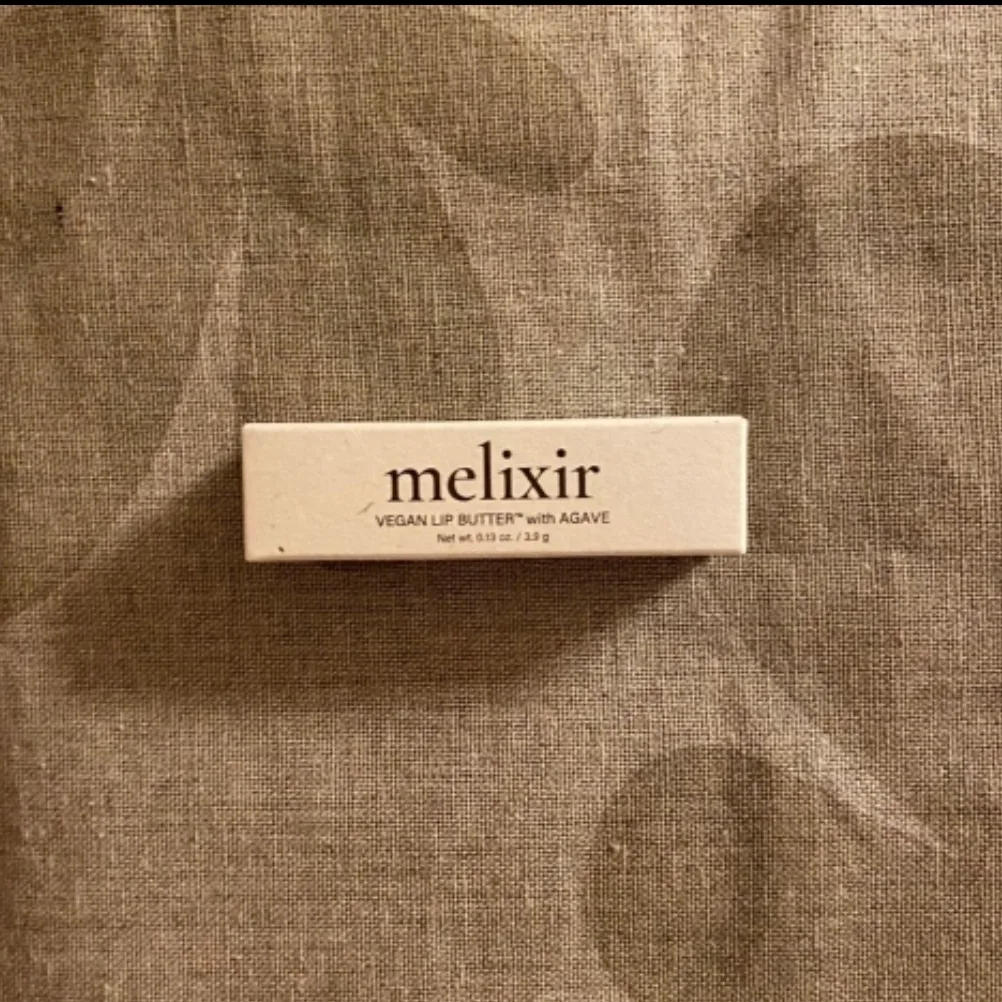 melixir
VEGAN LIP BUTTER™ with AGAVE
Net wt. 0.13 oz. / 3.9 g